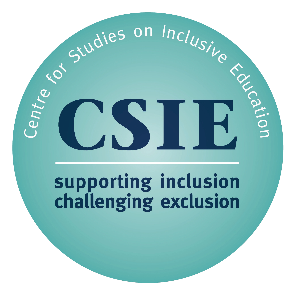 Centre for Studies on Inclusive Education
CSIE
supporting inclusion
challenging exclusion